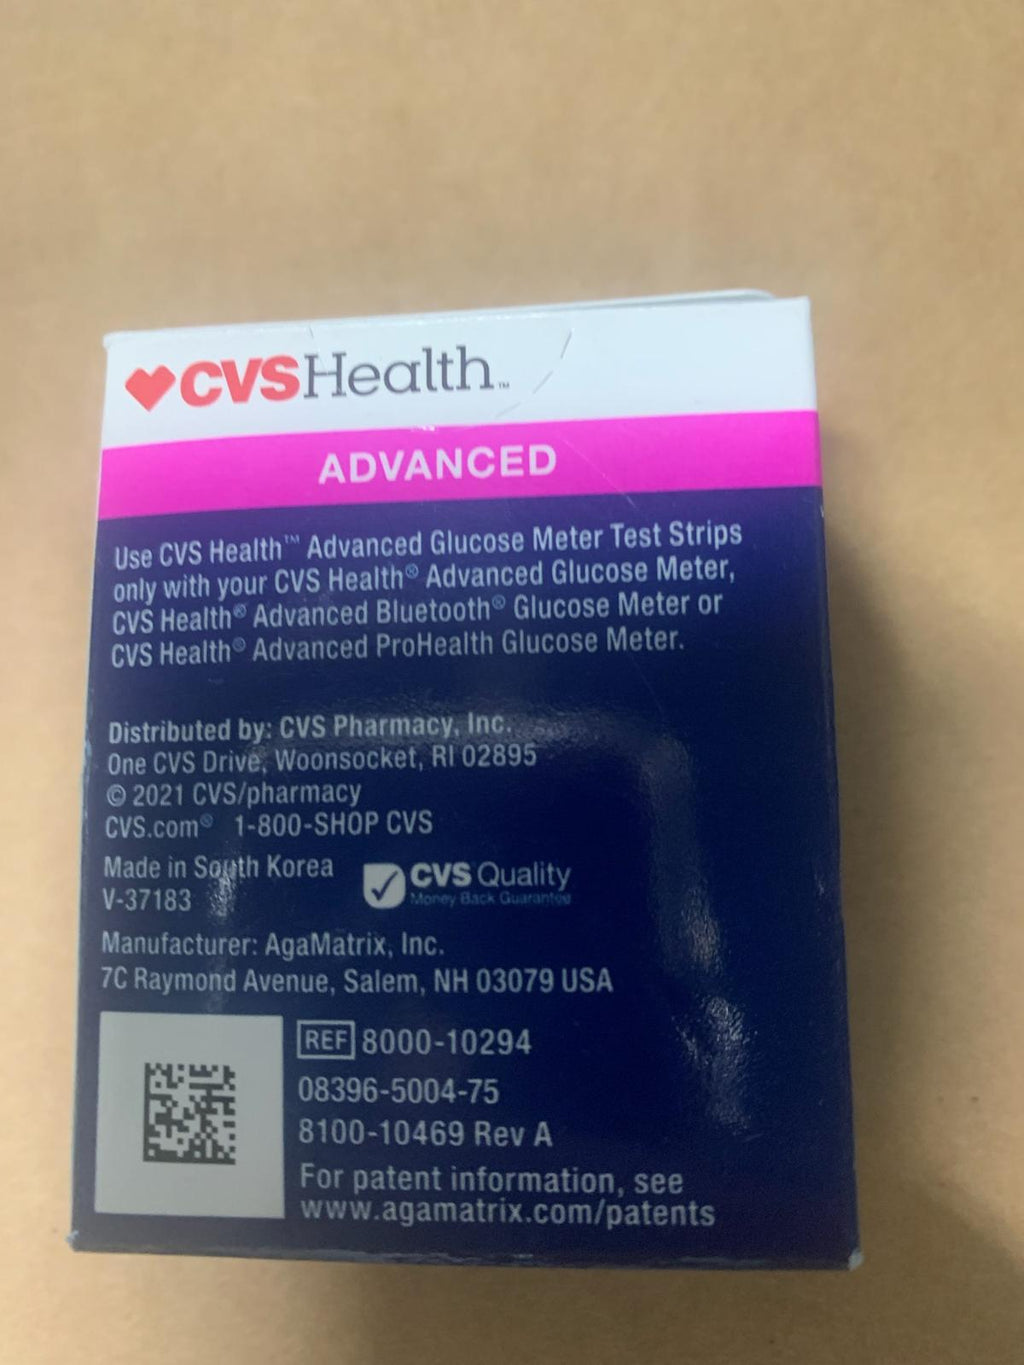 CVSHealth™
ADVANCED
Use CVS Health™ Advanced Glucose Meter Test Strips
only with your CVS Health® Advanced Glucose Meter,
CVS Health® Advanced Bluetooth® Glucose Meter or
CVS Health® Advanced ProHealth Glucose Meter.
Distributed by: CVS Pharmacy, Inc.
One CVS Drive, Woonsocket, RI 02895
© 2021 CVS/pharmacy
CVS.com® 1-800-SHOP CVS
Made in South Korea
V-37183
CVS Quality
Money Back Guarantee
Manufacturer: AgaMatrix, Inc.
7C Raymond Avenue, Salem, NH 03079 USA
REF 8000-10294
08396-5004-75
8100-10469 Rev A
For patent information, see
www.agamatrix.com/patents